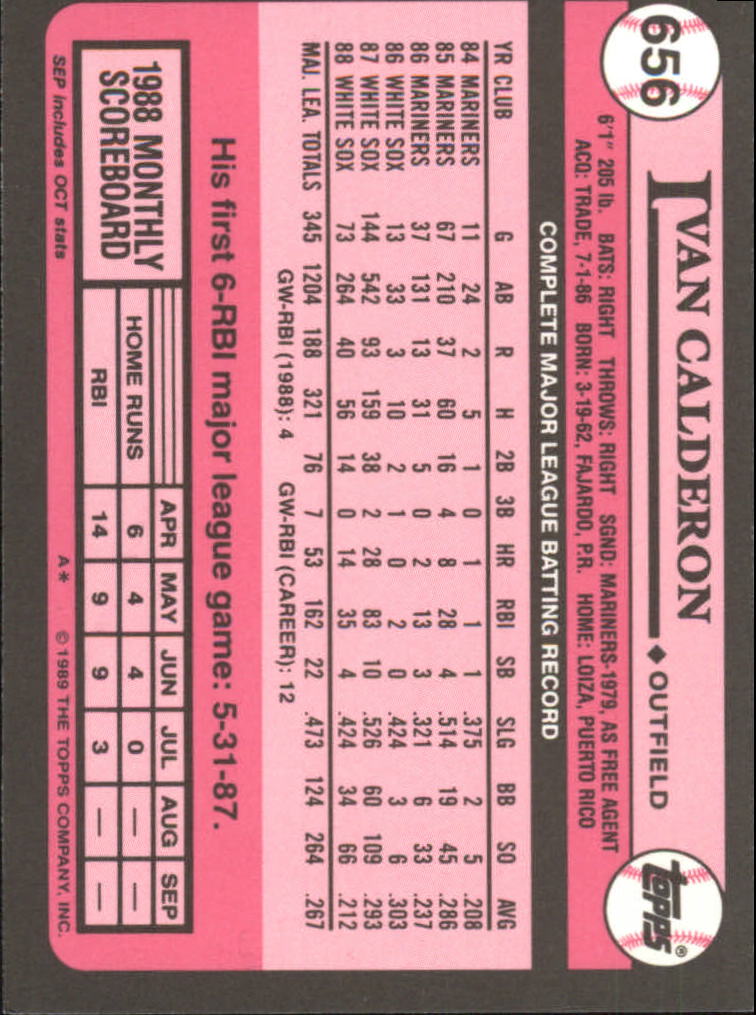 656
IVAN CALDERON ◆ OUTFIELD
TOPPS®
6'1" 205 lb. BATS: RIGHT THROWS: RIGHT SGND: MARINERS-1979, AS FREE AGENT
ACQ: TRADE, 7-1-86 BORN: 3-19-62, FAJARDO, P.R. HOME: LOIZA, PUERTO RICO
COMPLETE MAJOR LEAGUE BATTING RECORD
YR CLUB G AB R H 2B 3B HR RBI SB SLG BB SO AVG
84 MARINERS 11 24 2 5 1 0 1 1 1 .375 2 5 .208
85 MARINERS 67 210 37 60 16 4 8 28 4 .514 19 45 .286
86 MARINERS 37 131 13 31 5 0 2 13 3 .321 6 33 .237
86 WHITE SOX 13 33 3 10 2 1 0 2 0 .424 3 6 .303
87 WHITE SOX 144 542 93 159 38 2 28 83 10 .526 60 109 .293
88 WHITE SOX 73 264 40 56 14 0 14 35 4 .424 34 66 .212
MAJ. LEA. TOTALS 345 1204 188 321 76 7 53 162 22 .473 124 264 .267
GW-RBI (1988): 4 GW-RBI (CAREER): 12
His first 6-RBI major league game: 5-31-87.
1988 MONTHLY
SCOREBOARD
APR MAY JUN JUL AUG SEP
HOME RUNS 6 4 4 0 — —
RBI 14 9 9 3 — —
SEP includes OCT stats A* © 1989 THE TOPPS COMPANY, INC.